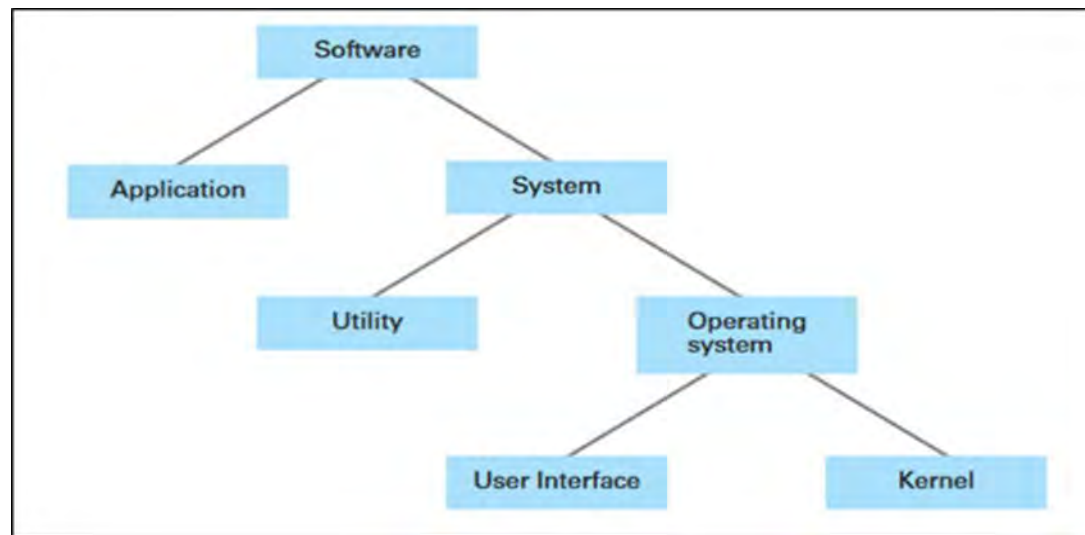 Software
Application
System
Utility
Operating
system
User Interface
Kernel